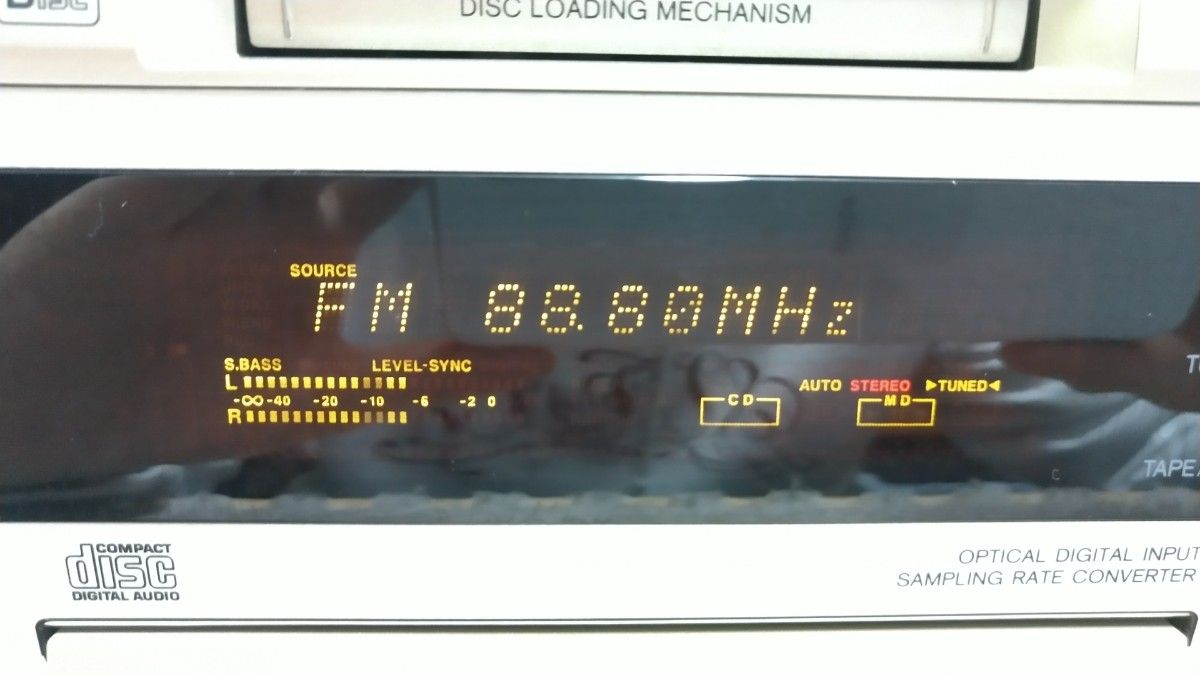 Disc
DISC LOADING MECHANISM
SOURCE
FM 88.80MHz
S.BASS LEVEL-SYNC
L
-∞ -40 -20 -10 -6 -2 0
R
AUTO STEREO ►TUNED◄
CD MD
TAPE
COMPACT
disc
DIGITAL AUDIO
OPTICAL DIGITAL INPUT
SAMPLING RATE CONVERTER